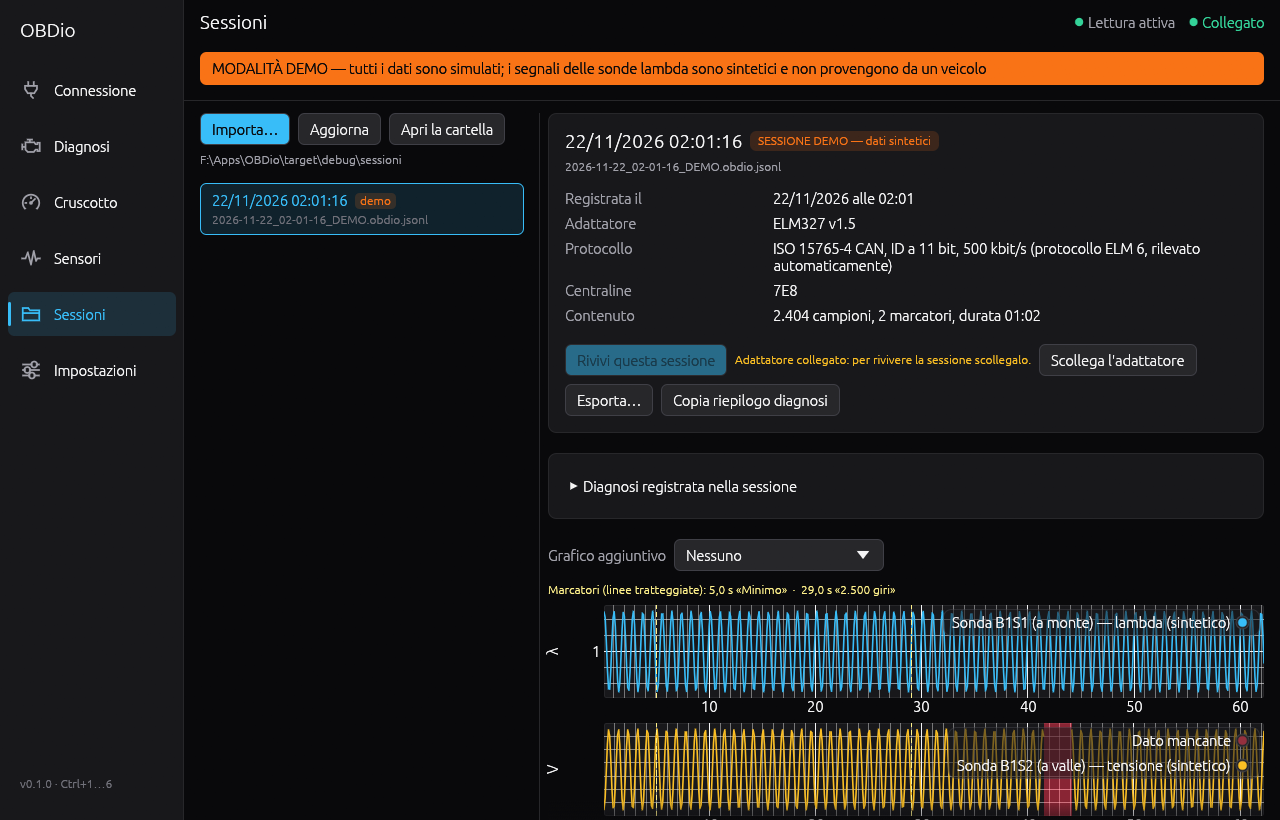 OBDio
Connessione
Diagnosi
Cruscotto
Sensori
Sessioni
Impostazioni
v0.1.0 · Ctrl+1…6
Sessioni
Lettura attiva
Collegato
MODALITÀ DEMO — tutti i dati sono simulati; i segnali delle sonde lambda sono sintetici e non provengono da un veicolo
Importa…
Aggiorna
Apri la cartella
F:\Apps\OBDio\target\debug\sessioni
22/11/2026 02:01:16 demo
2026-11-22_02-01-16_DEMO.obdio.jsonl
22/11/2026 02:01:16 SESSIONE DEMO — dati sintetici
2026-11-22_02-01-16_DEMO.obdio.jsonl
Registrata il 22/11/2026 alle 02:01
Adattatore ELM327 v1.5
Protocollo ISO 15765-4 CAN, ID a 11 bit, 500 kbit/s (protocollo ELM 6, rilevato
automaticamente)
Centraline 7E8
Contenuto 2.404 campioni, 2 marcatori, durata 01:02
Rivivi questa sessione
Adattatore collegato: per rivivere la sessione scollegalo.
Scollega l'adattatore
Esporta…
Copia riepilogo diagnosi
Diagnosi registrata nella sessione
Grafico aggiuntivo Nessuno
Marcatori (linee tratteggiate): 5,0 s «Minimo» · 29,0 s «2.500 giri»
Sonda B1S1 (a monte) — lambda (sintetico)
λ
1
10 20 30 40 50 60
Dato mancante
Sonda B1S2 (a valle) — tensione (sintetico)
V